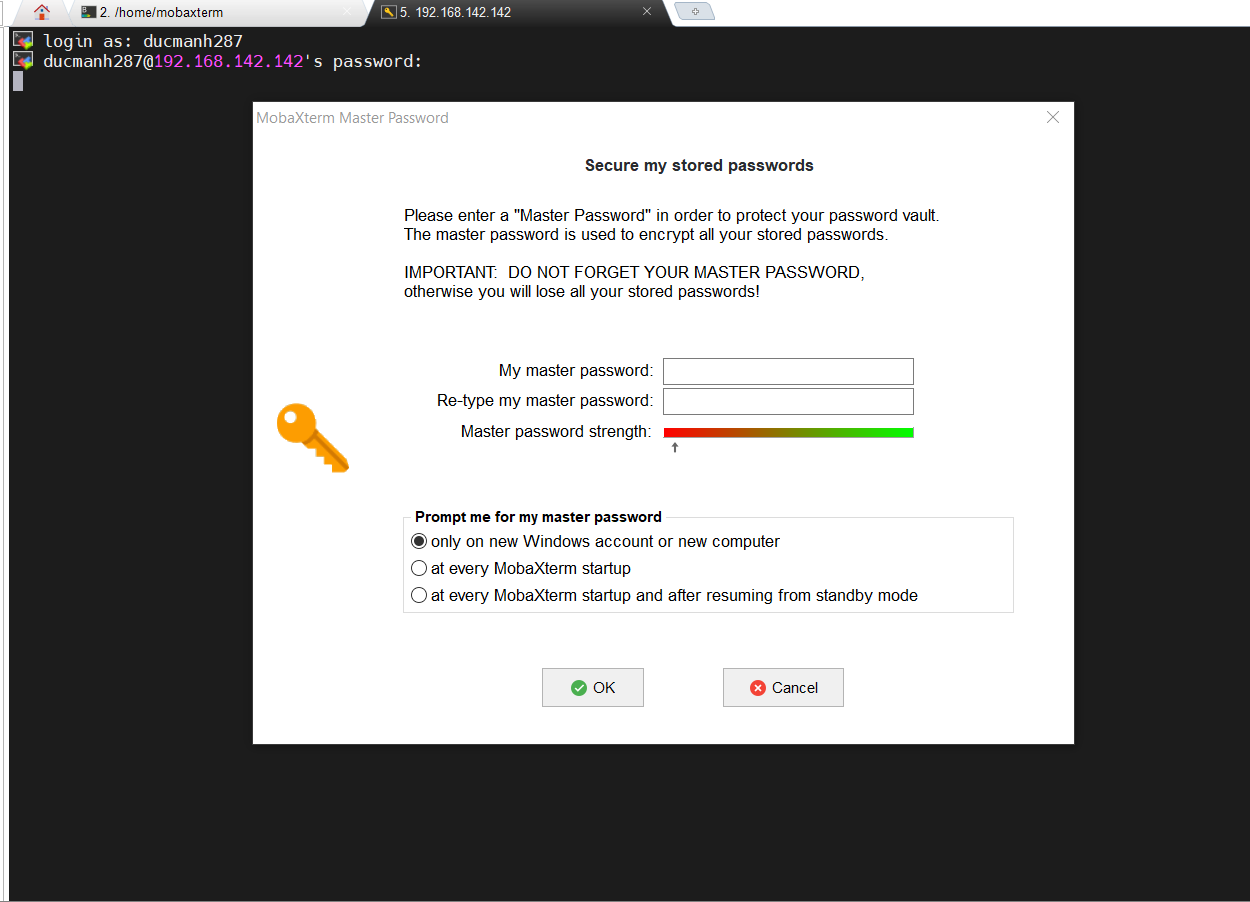 2. /home/mobaxterm
5. 192.168.142.142
login as: ducmanh287
ducmanh287@192.168.142.142's password:
MobaXterm Master Password
Secure my stored passwords
Please enter a "Master Password" in order to protect your password vault.
The master password is used to encrypt all your stored passwords.
IMPORTANT:  DO NOT FORGET YOUR MASTER PASSWORD,
otherwise you will lose all your stored passwords!
My master password:
Re-type my master password:
Master password strength:
Prompt me for my master password
only on new Windows account or new computer
at every MobaXterm startup
at every MobaXterm startup and after resuming from standby mode
OK
Cancel